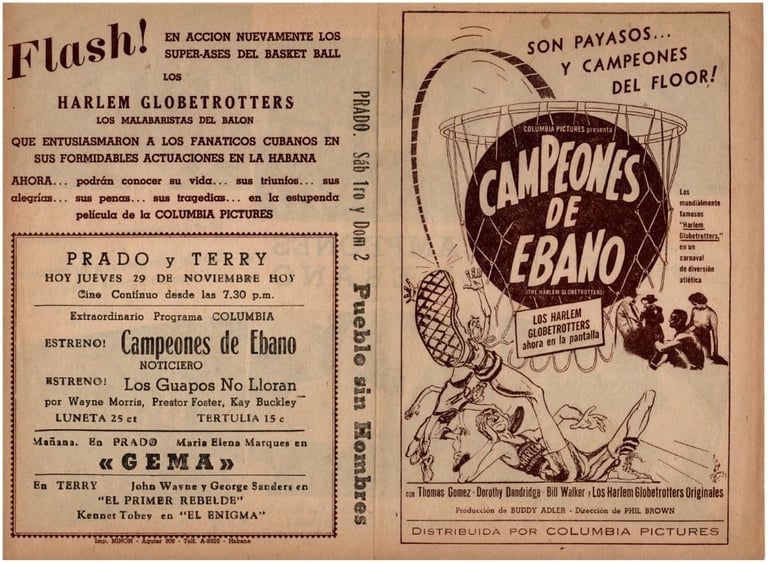 Flash!
EN ACCION NUEVAMENTE LOS
SUPER-ASES DEL BASKET BALL
LOS
HARLEM GLOBETROTTERS
LOS MALABARISTAS DEL BALON
QUE ENTUSIASMARON A LOS FANATICOS CUBANOS EN
SUS FORMIDABLES ACTUACIONES EN LA HABANA
AHORA... podrán conocer su vida... sus triunfos... sus
alegrías... sus penas... sus tragedias... en la estupenda
película de la COLUMBIA PICTURES
PRADO y TERRY
HOY JUEVES 29 DE NOVIEMBRE HOY
Cine Contínuo desde las 7.30 p.m.
Extraordinario Programa COLUMBIA
ESTRENO! Campeones de Ebano
NOTICIERO
ESTRENO! Los Guapos No Lloran
por Wayne Morris, Prestor Foster, Kay Buckley
LUNETA 25 ct TERTULIA 15 c
Mañana. En PRADO Maria Elena Marques en
«GEMA»
En TERRY John Wayne y George Sanders en
"EL PRIMER REBELDE"
Kennet Tobey en "EL ENIGMA"
Imp. NINON - Aguiar 206 - Telf. A-8920 - Habana
PRADO, Sáb 1ro y Dom 2 Pueblo sin Hombres
SON PAYASOS...
Y CAMPEONES
DEL FLOOR!
COLUMBIA PICTURES presenta
CAMPEONES
DE
EBANO
(THE HARLEM GLOBETROTTERS)
Los
mundialmente
famosos
"Harlem
Globetrotters,"
en un
carnaval
de diversión
atlética
LOS HARLEM
GLOBETROTTERS
ahora en la pantalla
con Thomas Gomez - Dorothy Dandridge - Bill Walker y Los Harlem Globetrotters Originales
Producción de BUDDY ADLER - Dirección de PHIL BROWN
DISTRIBUIDA POR COLUMBIA PICTURES